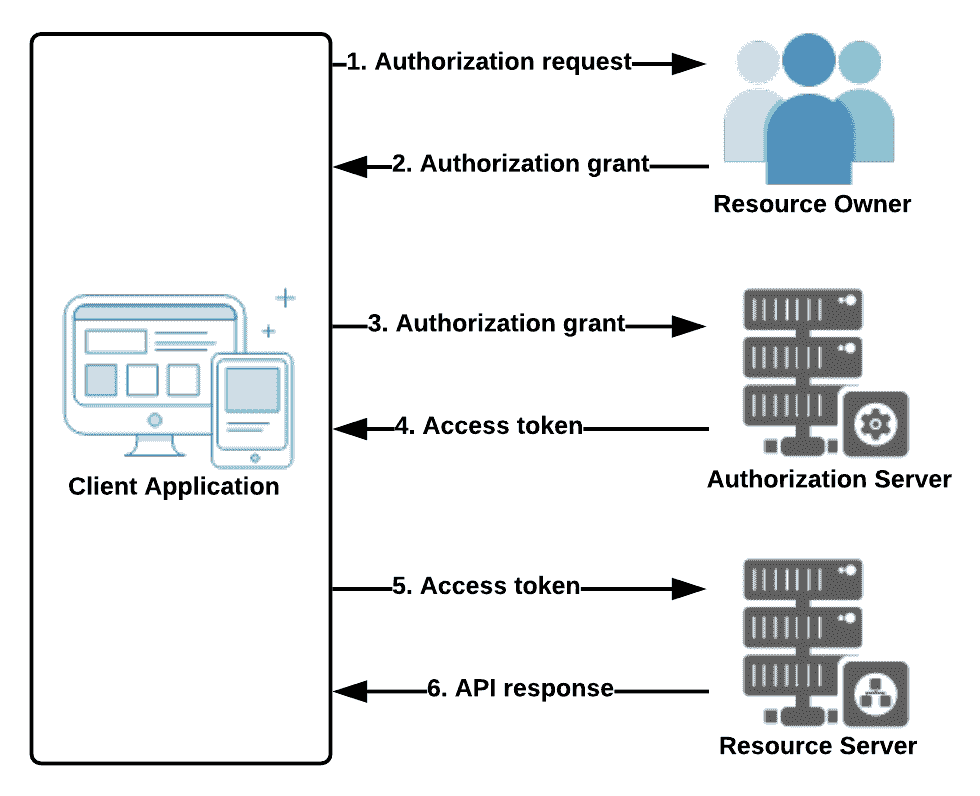 1. Authorization request
2. Authorization grant
Resource Owner
3. Authorization grant
4. Access token
Client Application
Authorization Server
5. Access token
6. API response
Resource Server